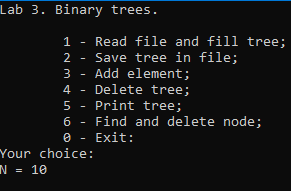 Lab 3. Binary trees.
1 - Read file and fill tree;
2 - Save tree in file;
3 - Add element;
4 - Delete tree;
5 - Print tree;
6 - Find and delete node;
0 - Exit:
Your choice:
N = 10